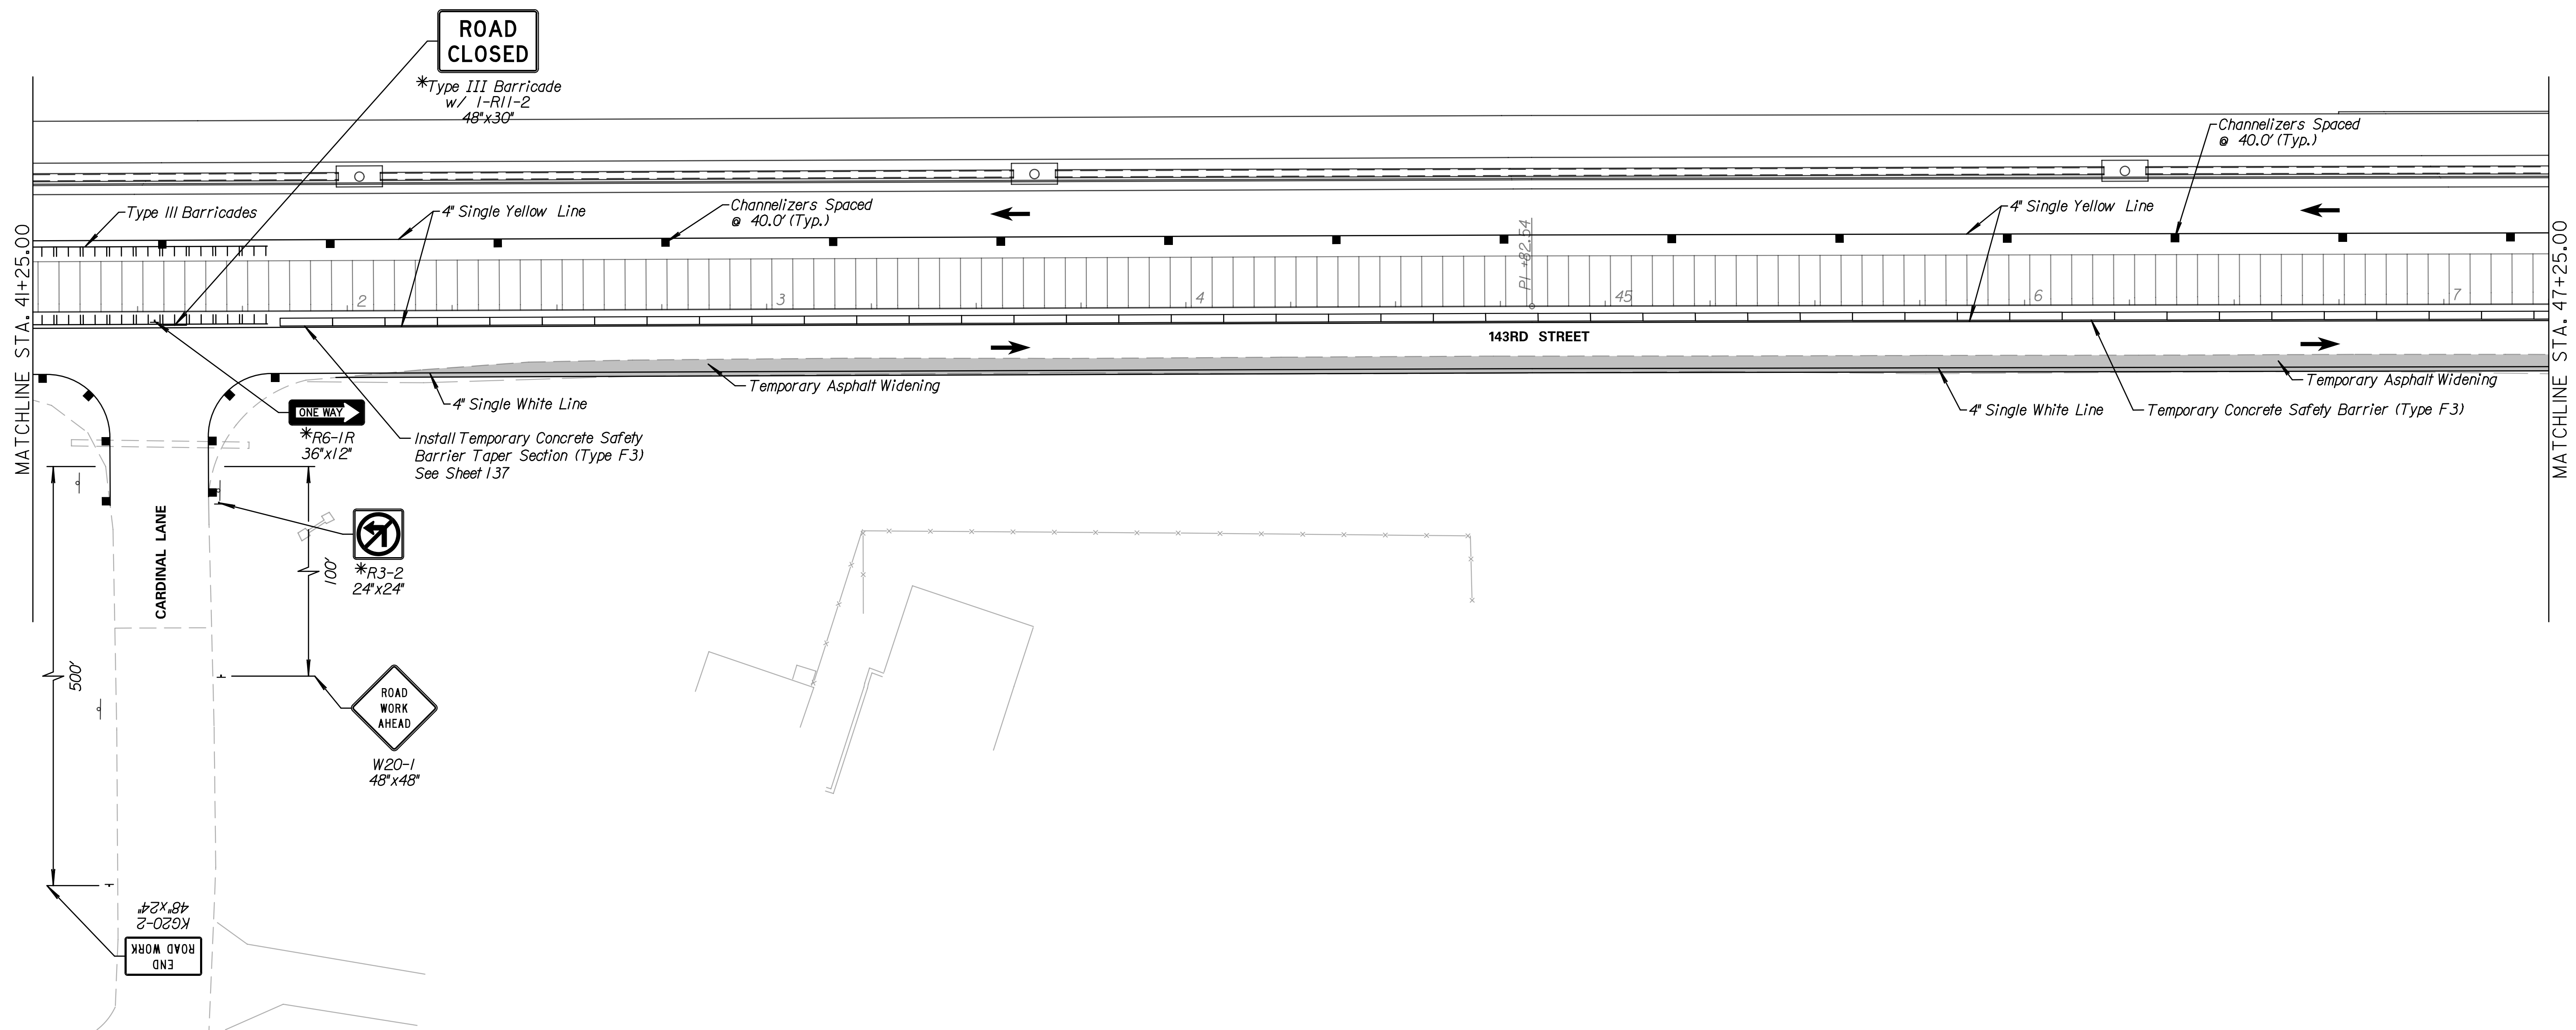 ROAD
CLOSED
*Type III Barricade
w/ 1-R11-2
48"x30"
Channelizers Spaced
@ 40.0' (Typ.)
Type III Barricades
4" Single Yellow Line
Channelizers Spaced
@ 40.0' (Typ.)
4" Single Yellow Line
MATCHLINE STA. 41+25.00
MATCHLINE STA. 47+25.00
PI +82.54
2
3
4
45
6
7
143RD STREET
Temporary Asphalt Widening
Temporary Asphalt Widening
4" Single White Line
4" Single White Line
Temporary Concrete Safety Barrier (Type F3)
ONE WAY
*R6-1R
36"x12"
Install Temporary Concrete Safety
Barrier Taper Section (Type F3)
See Sheet 137
CARDINAL LANE
*R3-2
24"x24"
100'
500'
ROAD
WORK
AHEAD
W20-1
48"x48"
END
ROAD WORK
KG20-2
48"x24"